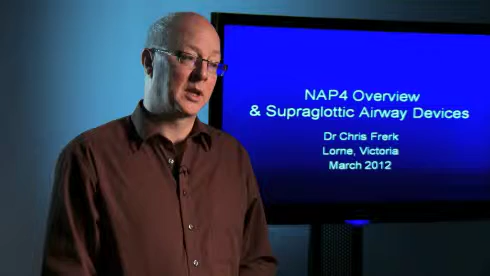 NAP4 Overview
& Supraglottic Airway Devices
Dr Chris Frerk
Lorne, Victoria
March 2012